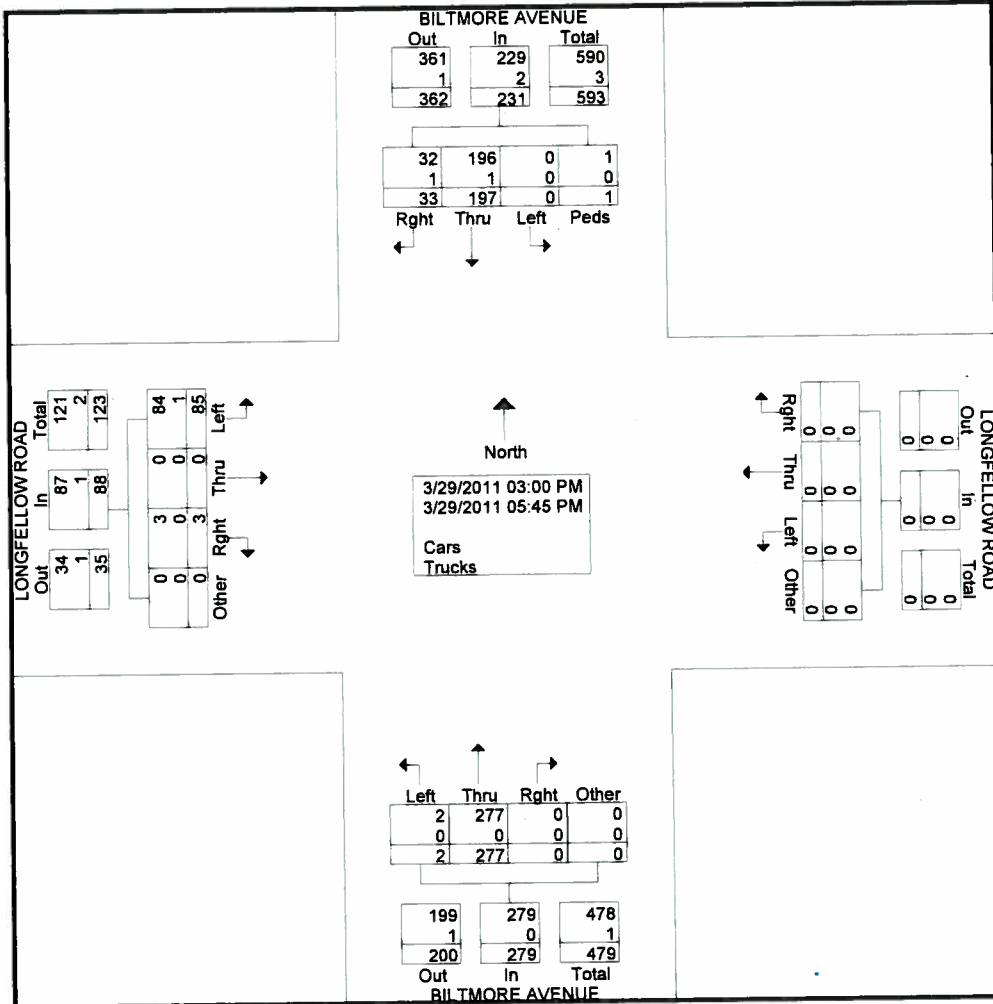 BILTMORE AVENUE
Out In Total
361 229 590
1 2 3
362 231 593
32 196 0 1
1 1 0 0
33 197 0 1
Rght Thru Left Peds
LONGFELLOW ROAD
Total In Out
121 87 34
2 1 1
123 88 35
84 0 3 0
1 0 0 0
85 0 3 0
Left Thru Rght Other
North
3/29/2011 03:00 PM
3/29/2011 05:45 PM
Cars
Trucks
Rght Thru Left Other
0 0 0 0
0 0 0 0
0 0 0 0
LONGFELLOW ROAD
Out In Total
0 0 0
0 0 0
0 0 0
Left Thru Rght Other
2 277 0 0
0 0 0 0
2 277 0 0
199 279 478
1 0 1
200 279 479
Out In Total
BILTMORE AVENUE